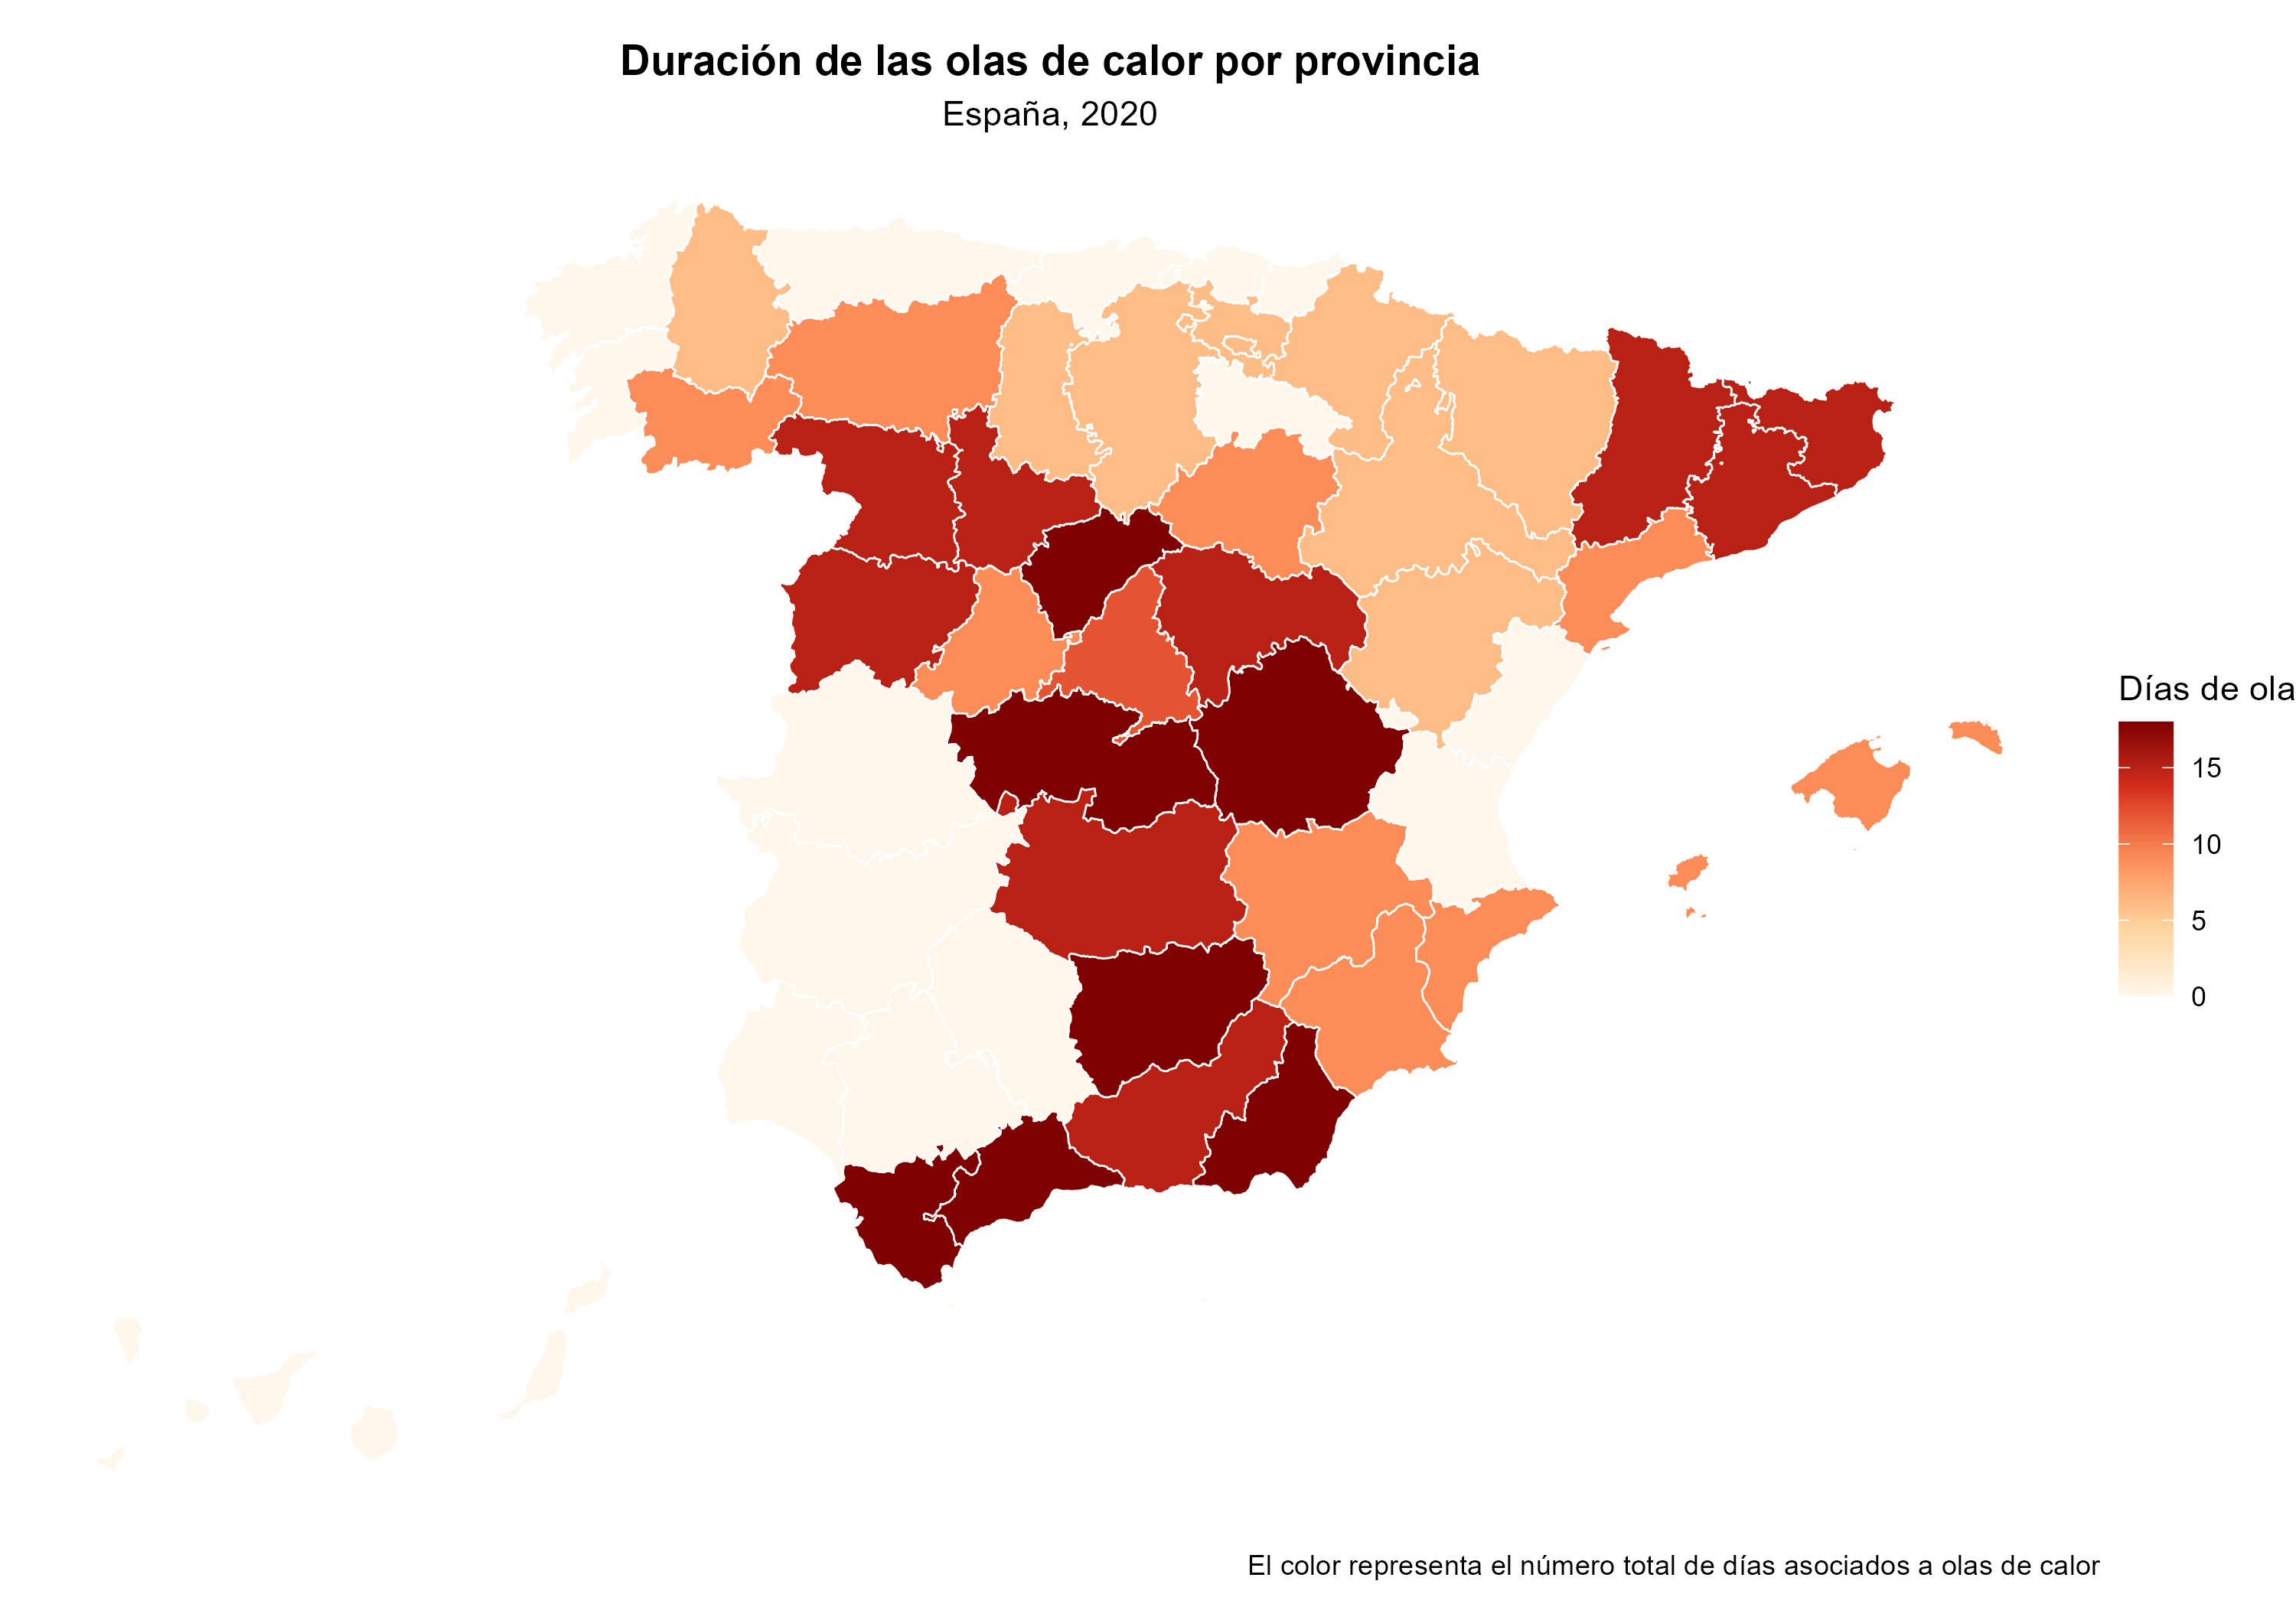 Duración de las olas de calor por provincia
España, 2020
Días de ola
15
10
5
0
El color representa el número total de días asociados a olas de calor